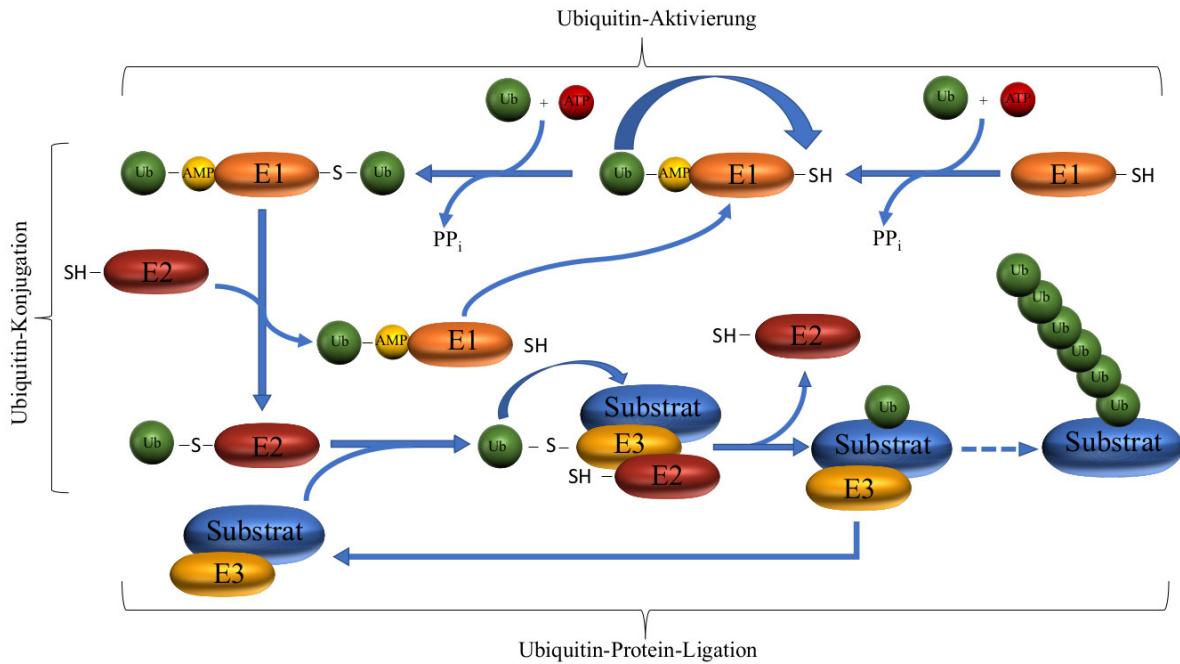 Ubiquitin-Aktivierung
Ub + ATP
Ub + ATP
Ub AMP E1 S Ub
Ub AMP E1 SH
E1 SH
PPi
PPi
Ubiquitin-Konjugation
SH E2
Ub AMP E1 SH
SH E2
Ub S E2
Ub S Substrat E3 SH E2
Ub Substrat E3
Ub Ub Ub Ub Ub Ub Substrat
Substrat
E3
Ubiquitin-Protein-Ligation